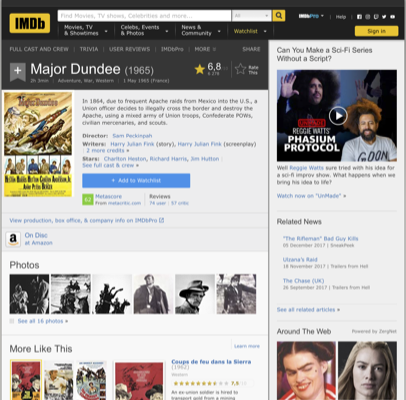 IMDb
Find Movies, TV shows, Celebrities and more...
All
IMDbPro
Help
Movies, TV
& Showtimes
Celebs, Events
& Photos
News &
Community
Watchlist
Sign in
FULL CAST AND CREW | TRIVIA | USER REVIEWS | IMDbPro | MORE
SHARE
Major Dundee (1965)
2h 3min | Adventure, War, Western | 1 May 1965 (France)
6,8
Rate
This
In 1864, due to frequent Apache raids from Mexico into the U.S., a
Union officer decides to illegally cross the border and destroy the
Apache, using a mixed army of Union troops, Confederate POWs,
civilian mercenaries, and scouts.
Director: Sam Peckinpah
Writers: Harry Julian Fink (story), Harry Julian Fink (screenplay)
| 2 more credits »
Stars: Charlton Heston, Richard Harris, Jim Hutton |
See full cast & crew »
+ Add to Watchlist
62
Metascore
From metacritic.com
Reviews
74 user | 57 critic
View production, box office, & company info on IMDbPro
a
On Disc
at Amazon
Photos
See all 16 photos »
More Like This
Learn more
Coups de feu dans la Sierra
(1962)
Western
7,5
An ex-union soldier is hired to
transport gold from a mining
Can You Make a Sci-Fi Series
Without a Script?
REGGIE WATTS'
PHASIUM
PROTOCOL
Well Reggie Watts sure tried with his idea for
a sci-fi improv show. What happens when we
bring his idea to life?
Watch now on "UnMade" »
Related News
"The Rifleman" Bad Guy Kills
05 December 2017 | SneakPeek
Ulzana's Raid
18 November 2017 | Trailers from Hell
The Chase (UK)
26 September 2017 | Trailers from Hell
See all related articles »
Around The Web
Powered by ZergNet